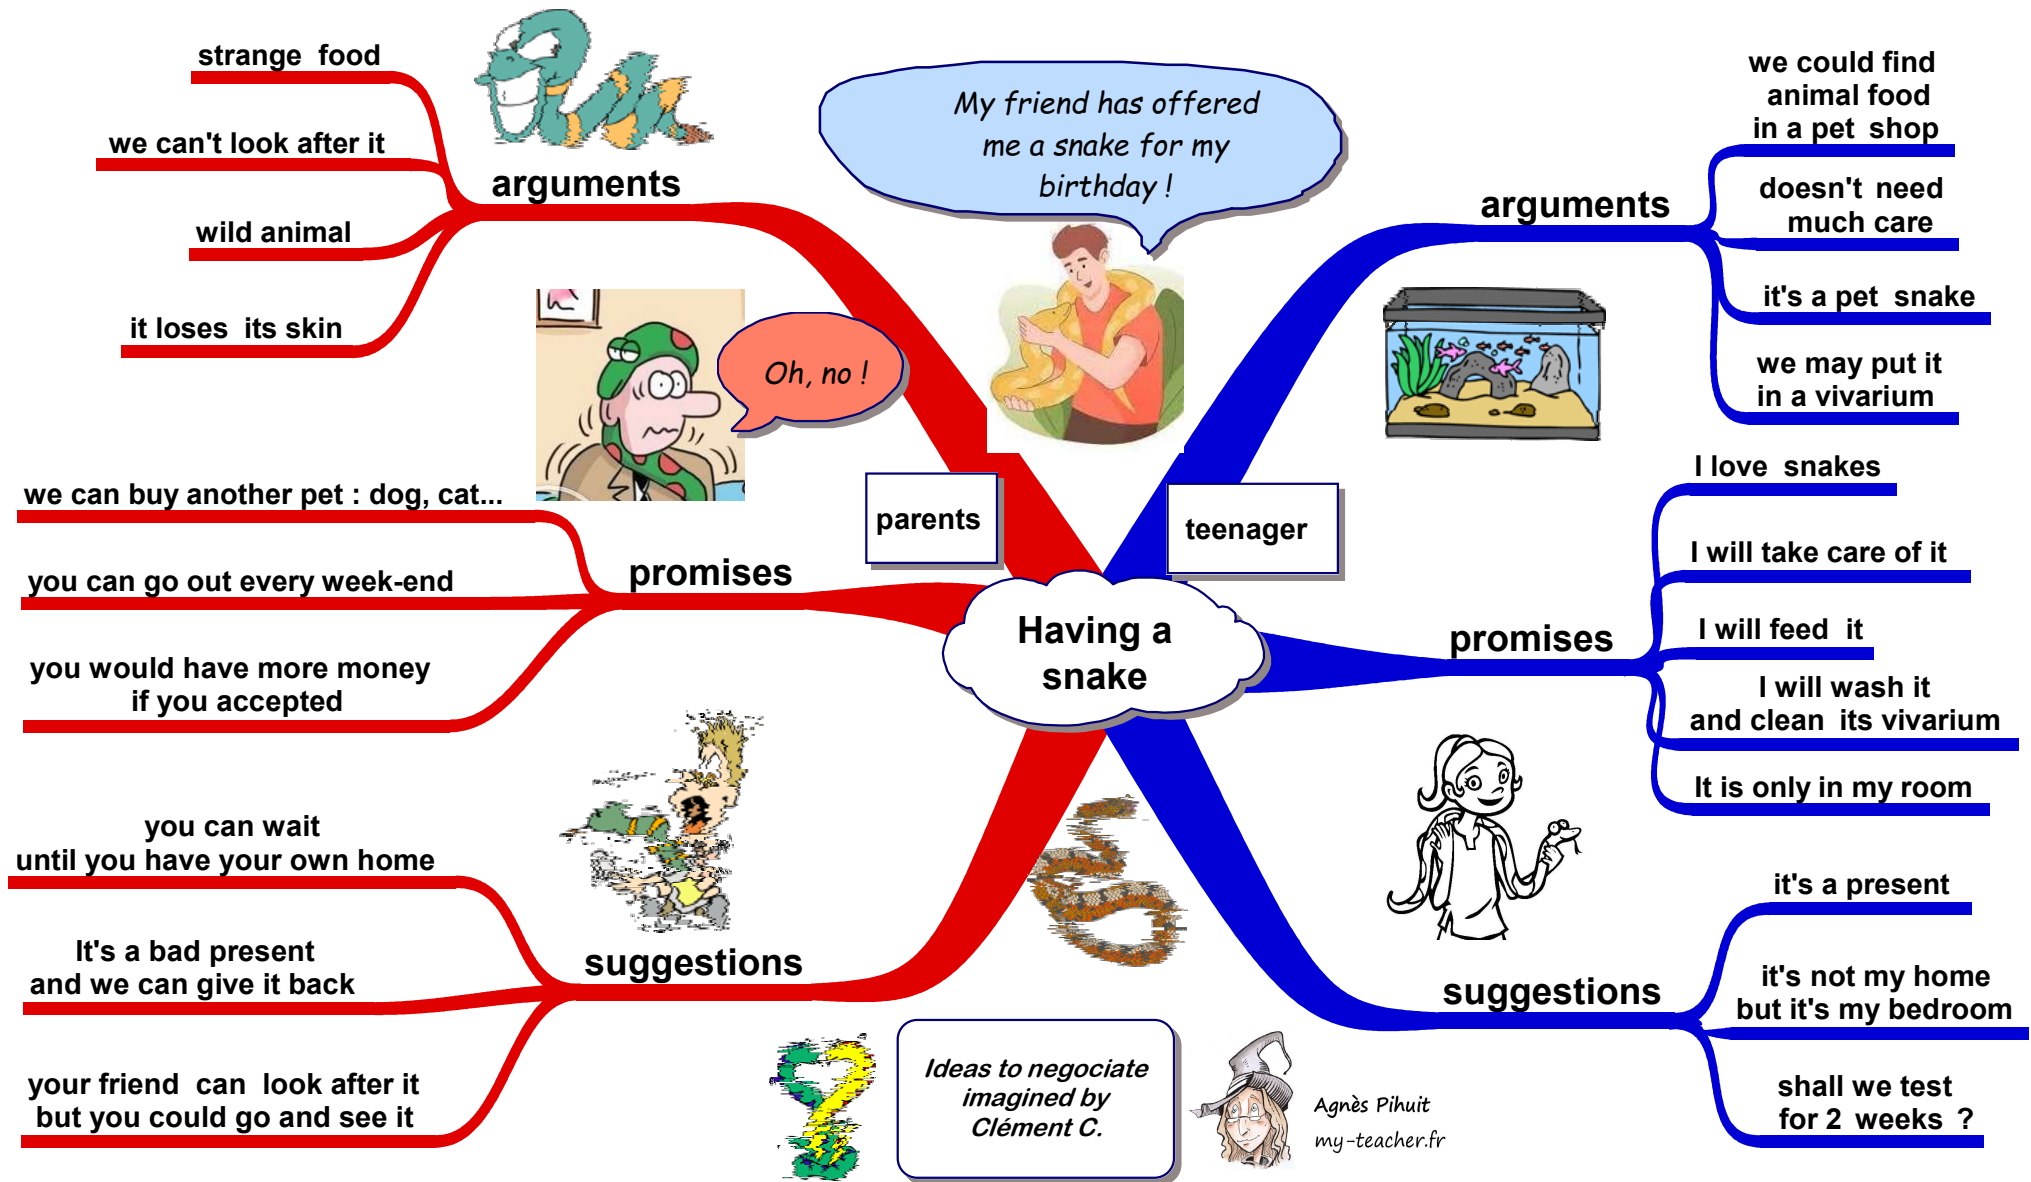 My friend has offered
me a snake for my
birthday !
Oh, no !
Having a
snake
parents
arguments
strange food
we can't look after it
wild animal
it loses its skin
promises
we can buy another pet : dog, cat...
you can go out every week-end
you would have more money
if you accepted
suggestions
you can wait
until you have your own home
It's a bad present
and we can give it back
your friend can look after it
but you could go and see it
teenager
arguments
we could find
animal food
in a pet shop
doesn't need
much care
it's a pet snake
we may put it
in a vivarium
promises
I love snakes
I will take care of it
I will feed it
I will wash it
and clean its vivarium
It is only in my room
suggestions
it's a present
it's not my home
but it's my bedroom
shall we test
for 2 weeks ?
Ideas to negociate
imagined by
Clément C.
Agnès Pihuit
my-teacher.fr